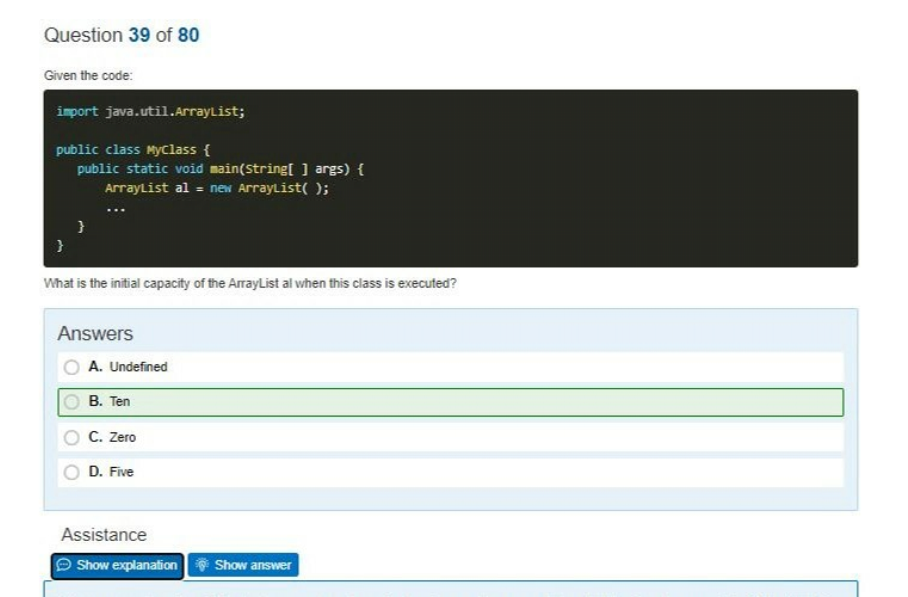 Question 39 of 80
Given the code:
import java.util.ArrayList;
public class MyClass {
public static void main(String[ ] args) {
ArrayList al = new ArrayList( );
...
}
}
What is the initial capacity of the ArrayList al when this class is executed?
Answers
A. Undefined
B. Ten
C. Zero
D. Five
Assistance
Show explanation
Show answer